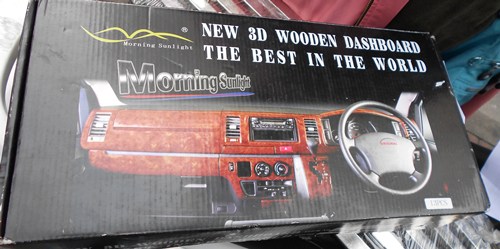 ®
Morning Sunlight
NEW 3D WOODEN DASHBOARD
THE BEST IN THE WORLD
Morning Sunlight